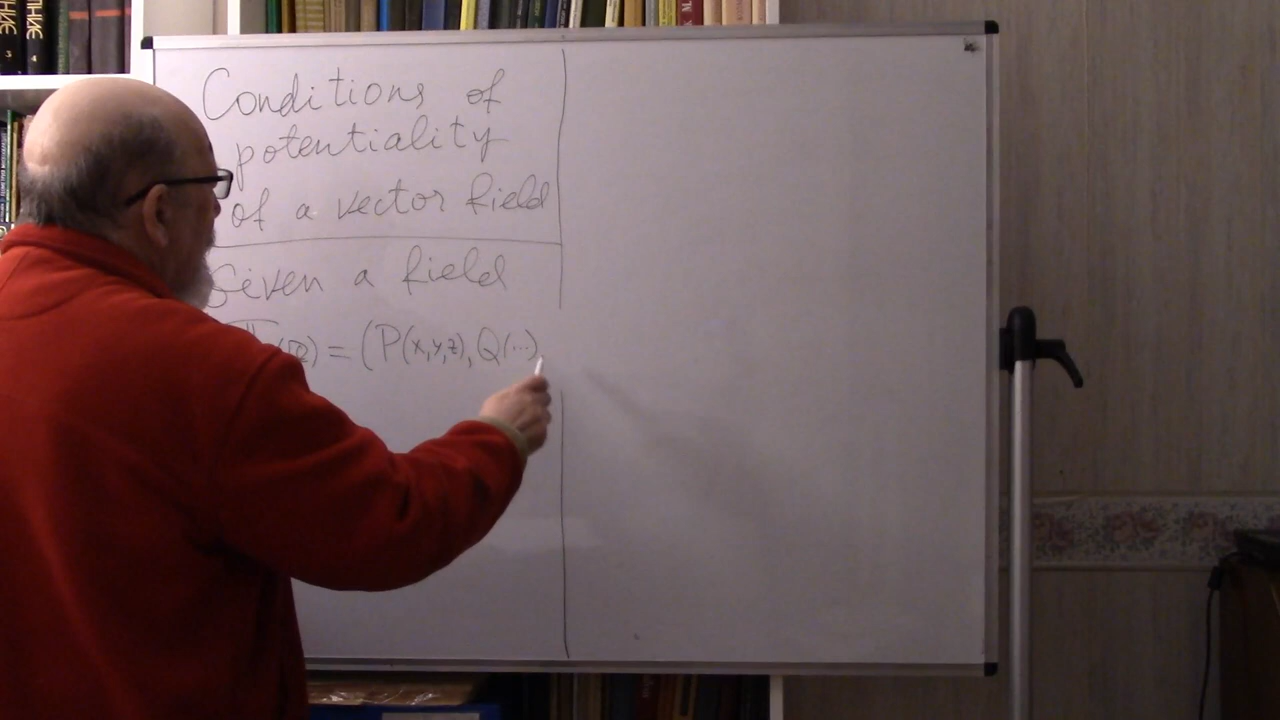 Conditions of
potentiality
of a vector field
Given a field
= (P(x,y,z), Q(...),